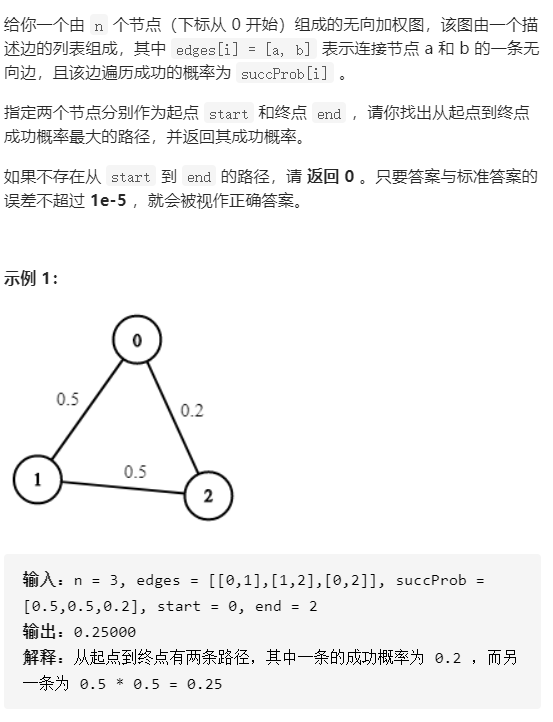 给你一个由 n 个节点（下标从 0 开始）组成的无向加权图，该图由一个描
述边的列表组成，其中 edges[i] = [a, b] 表示连接节点 a 和 b 的一条无
向边，且该边遍历成功的概率为 succProb[i] 。
指定两个节点分别作为起点 start 和终点 end ，请你找出从起点到终点
成功概率最大的路径，并返回其成功概率。
如果不存在从 start 到 end 的路径，请 返回 0 。只要答案与标准答案的
误差不超过 1e-5 ，就会被视作正确答案。
示例 1：
0
0.5
0.2
1
0.5
2
输入：n = 3, edges = [[0,1],[1,2],[0,2]], succProb =
[0.5,0.5,0.2], start = 0, end = 2
输出：0.25000
解释：从起点到终点有两条路径，其中一条的成功概率为 0.2 ，而另
一条为 0.5 * 0.5 = 0.25